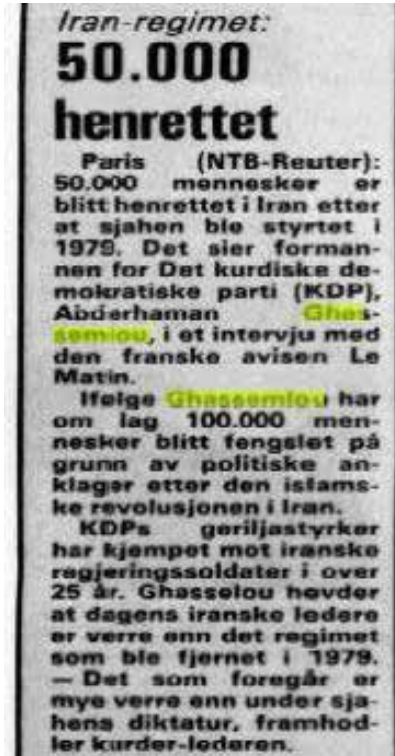 Iran-regimet:
50.000
henrettet
Paris (NTB-Reuter):
50.000 mennesker er
blitt henrettet i Iran etter
at sjahen ble styrtet i
1979. Det sier forman-
nen for Det kurdiske de-
mokratiske parti (KDP),
Abderhaman Ghas-
semlou, i et intervju med
den franske avisen Le
Matin.
Ifølge Ghassemlou har
om lag 100.000 men-
nesker blitt fengslet på
grunn av politiske an-
klager etter den islams-
ke revolusjonen i Iran.
KDPs geriljastyrker
har kjempet mot iranske
regjeringssoldater i over
25 år. Ghasselou hevder
at dagens iranske ledere
er verre enn det regimet
som ble fjernet i 1979.
— Det som foregår er
mye verre enn under sja-
hens diktatur, framhol-
ler kurder-lederen.